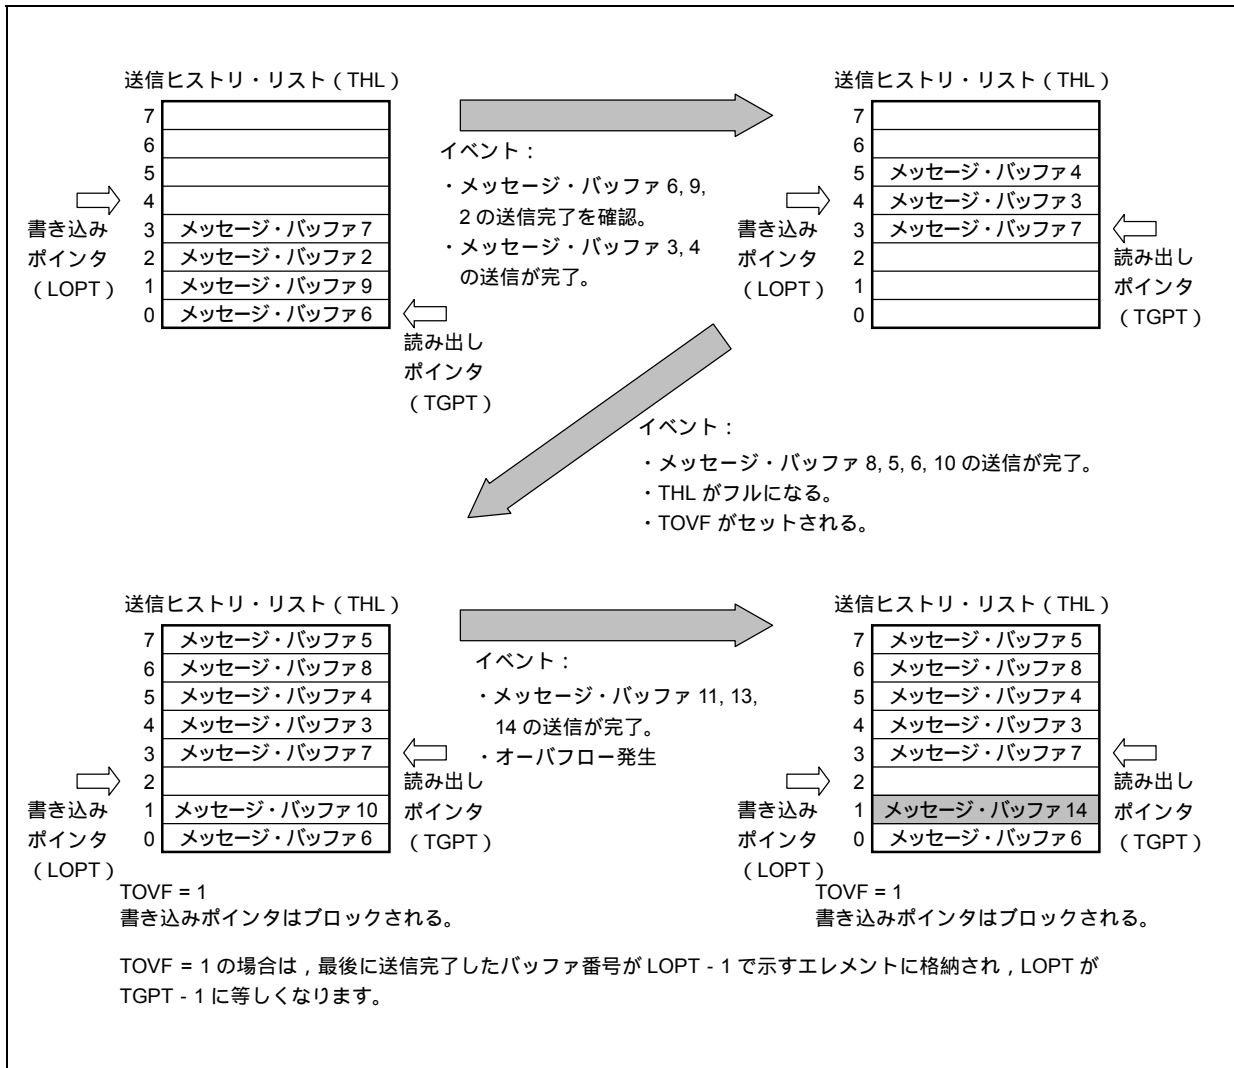 送信ヒストリ・リスト ( THL )
7
6
5
4
3 メッセージ・バッファ 7
2 メッセージ・バッファ 2
1 メッセージ・バッファ 9
0 メッセージ・バッファ 6
書き込み
ポインタ
( LOPT )
読み出し
ポインタ
( TGPT )
イベント :
・メッセージ・バッファ 6, 9,
2 の送信完了を確認。
・メッセージ・バッファ 3, 4
の送信が完了。
送信ヒストリ・リスト ( THL )
7
6
5 メッセージ・バッファ 4
4 メッセージ・バッファ 3
3 メッセージ・バッファ 7
2
1
0
書き込み
ポインタ
( LOPT )
読み出し
ポインタ
( TGPT )
イベント :
・メッセージ・バッファ 8, 5, 6, 10 の送信が完了。
・THL がフルになる。
・TOVF がセットされる。
送信ヒストリ・リスト ( THL )
7 メッセージ・バッファ 5
6 メッセージ・バッファ 8
5 メッセージ・バッファ 4
4 メッセージ・バッファ 3
3 メッセージ・バッファ 7
2
1 メッセージ・バッファ 10
0 メッセージ・バッファ 6
書き込み
ポインタ
( LOPT )
読み出し
ポインタ
( TGPT )
TOVF = 1
書き込みポインタはブロックされる。
イベント :
・メッセージ・バッファ 11, 13,
14 の送信が完了。
・オーバフロー発生
送信ヒストリ・リスト ( THL )
7 メッセージ・バッファ 5
6 メッセージ・バッファ 8
5 メッセージ・バッファ 4
4 メッセージ・バッファ 3
3 メッセージ・バッファ 7
2
1 メッセージ・バッファ 14
0 メッセージ・バッファ 6
書き込み
ポインタ
( LOPT )
読み出し
ポインタ
( TGPT )
TOVF = 1
書き込みポインタはブロックされる。
TOVF = 1 の場合は , 最後に送信完了したバッファ番号が LOPT - 1 で示すエレメントに格納され , LOPT が
TGPT - 1 に等しくなります。